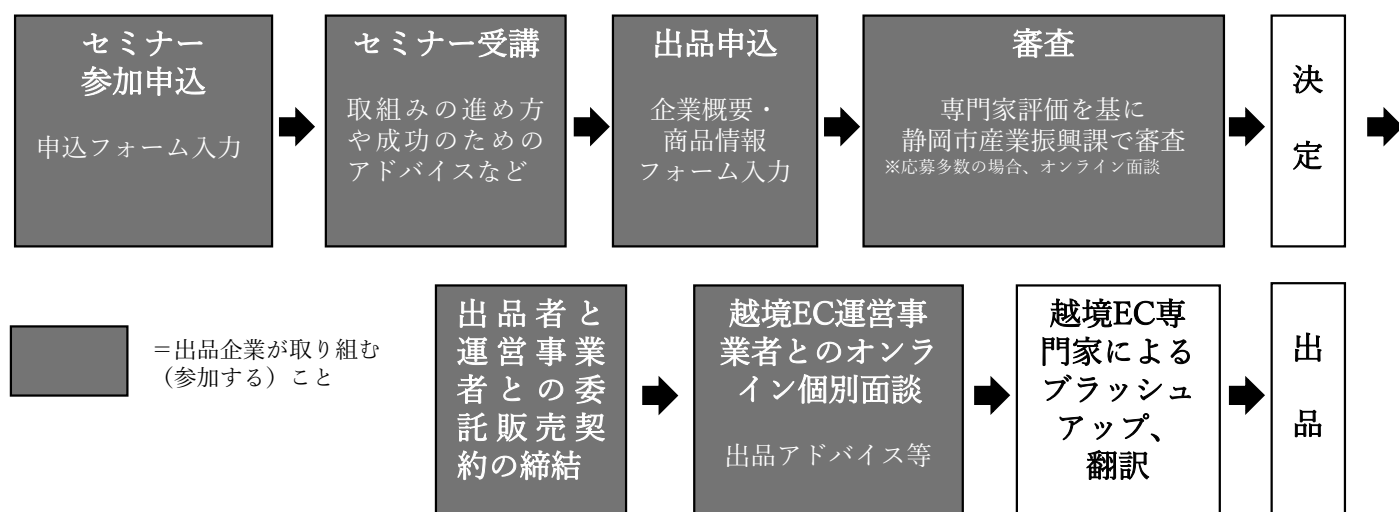 セミナー
参加申込
申込フォーム入力
セミナー受講
取組みの進め方
や成功のための
アドバイスなど
出品申込
企業概要・
商品情報
フォーム入力
審査
専門家評価を基に
静岡市産業振興課で審査
※応募多数の場合、オンライン面談
決
定
＝出品企業が取り組む
（参加する）こと
出品者と
運営事業
者との委
託販売契
約の締結
越境EC運営事
業者とのオンラ
イン個別面談
出品アドバイス等
越境EC専
門家による
ブラッシュ
アップ、
翻訳
出
品